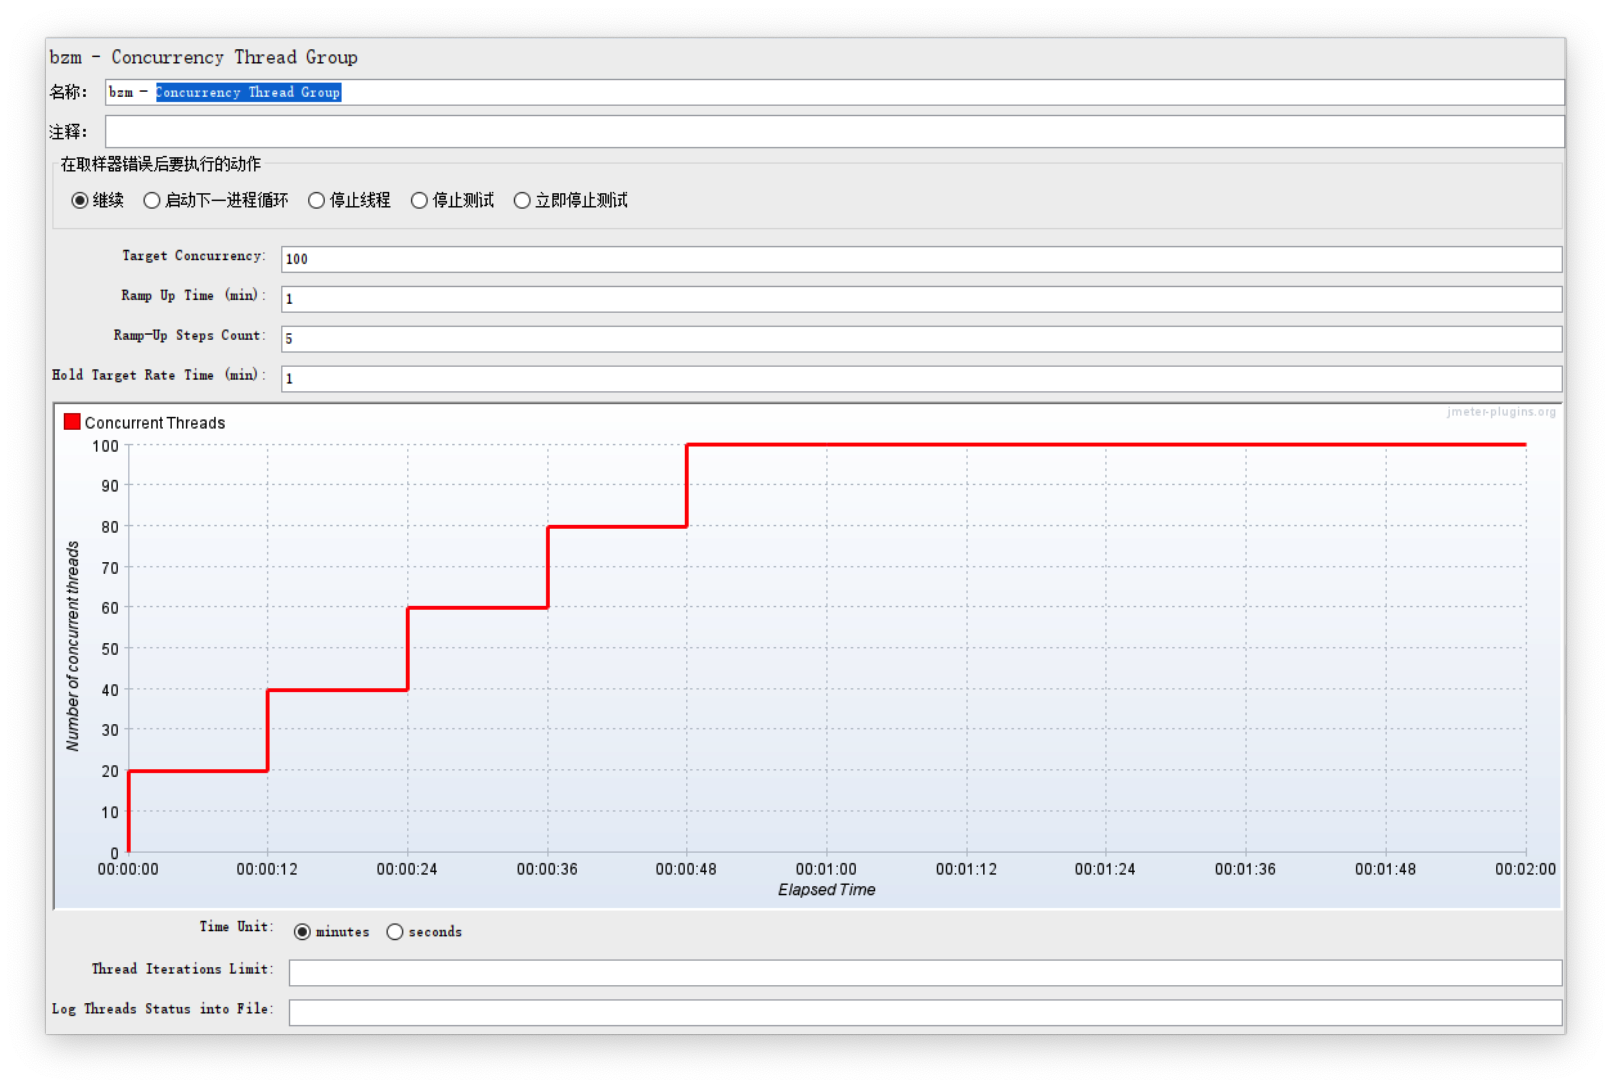 bzm - Concurrency Thread Group
名称： bzm - Concurrency Thread Group
注释：
在取样器错误后要执行的动作
继续 启动下一进程循环 停止线程 停止测试 立即停止测试
Target Concurrency: 100
Ramp Up Time (min): 1
Ramp-Up Steps Count: 5
Hold Target Rate Time (min): 1
jmeter-plugins.org
Concurrent Threads
100
90
80
70
60
50
40
30
20
10
0
Number of concurrent threads
00:00:00 00:00:12 00:00:24 00:00:36 00:00:48 00:01:00 00:01:12 00:01:24 00:01:36 00:01:48 00:02:00
Elapsed Time
Time Unit: minutes seconds
Thread Iterations Limit:
Log Threads Status into File: